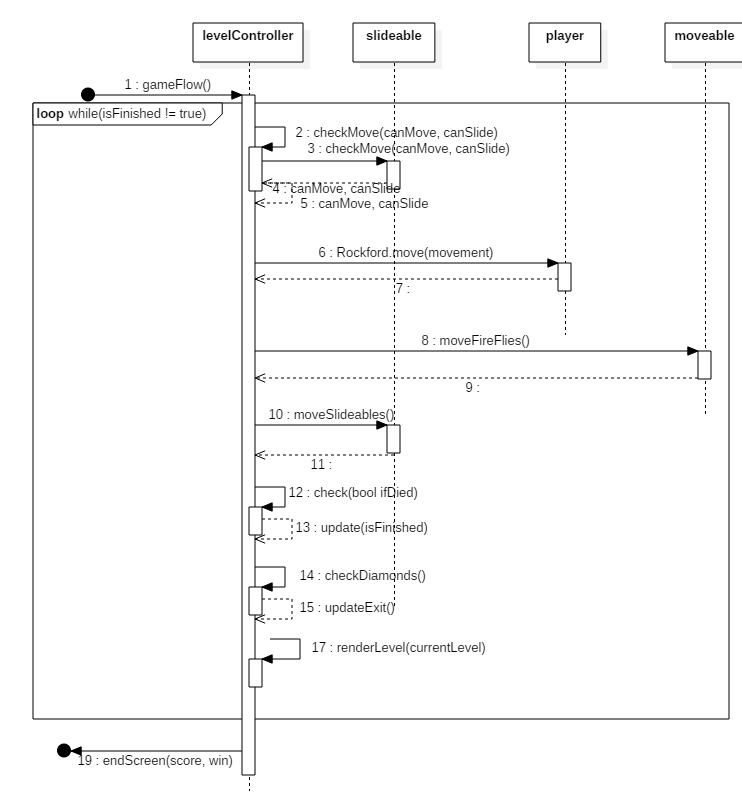 levelController
slideable
player
moveable
1 : gameFlow()
loop while(isFinished != true)
2 : checkMove(canMove, canSlide)
3 : checkMove(canMove, canSlide)
4 : canMove, canSlide
5 : canMove, canSlide
6 : Rockford.move(movement)
7 :
8 : moveFireFlies()
9 :
10 : moveSlideables()
11 :
12 : check(bool ifDied)
13 : update(isFinished)
14 : checkDiamonds()
15 : updateExit()
17 : renderLevel(currentLevel)
19 : endScreen(score, win)